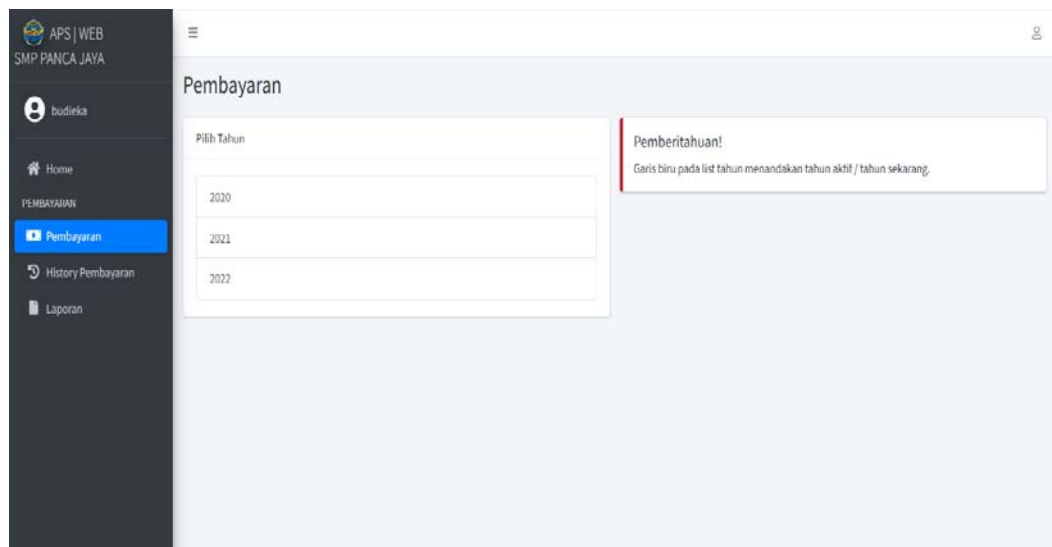 APS | WEB
SMP PANCA JAYA
budieka
Home
PEMBAYARAN
Pembayaran
History Pembayaran
Laporan
Pembayaran
Pilih Tahun
2020
2021
2022
Pemberitahuan!
Garis biru pada list tahun menandakan tahun aktif / tahun sekarang.